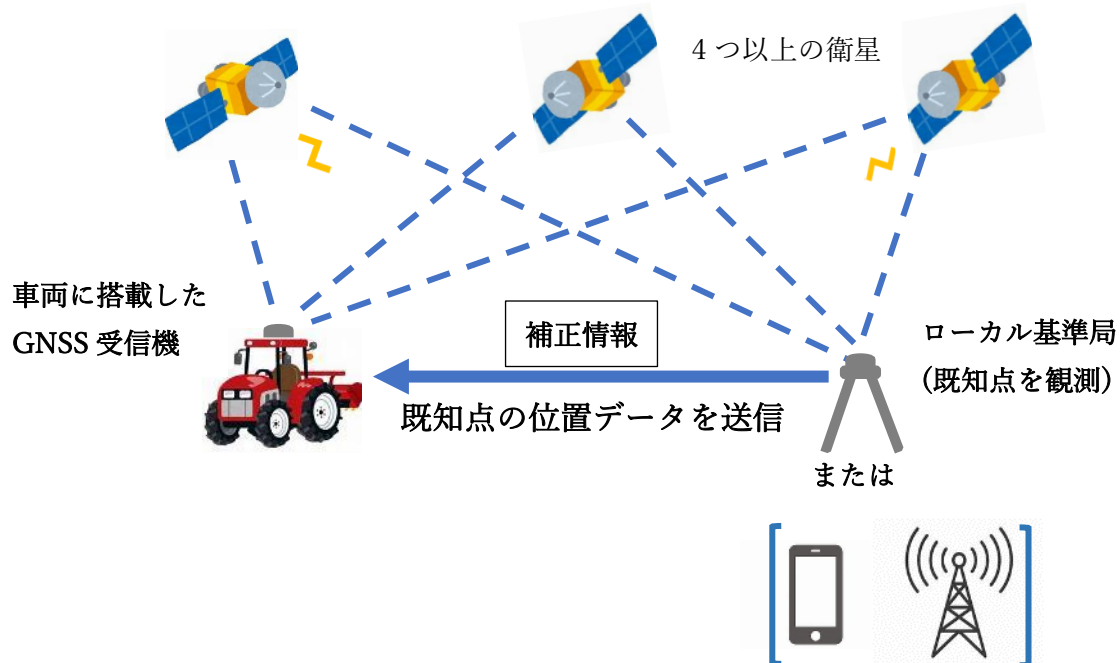 4つ以上の衛星
車両に搭載した
GNSS 受信機
補正情報
ローカル基準局
(既知点を観測)
既知点の位置データを送信
または